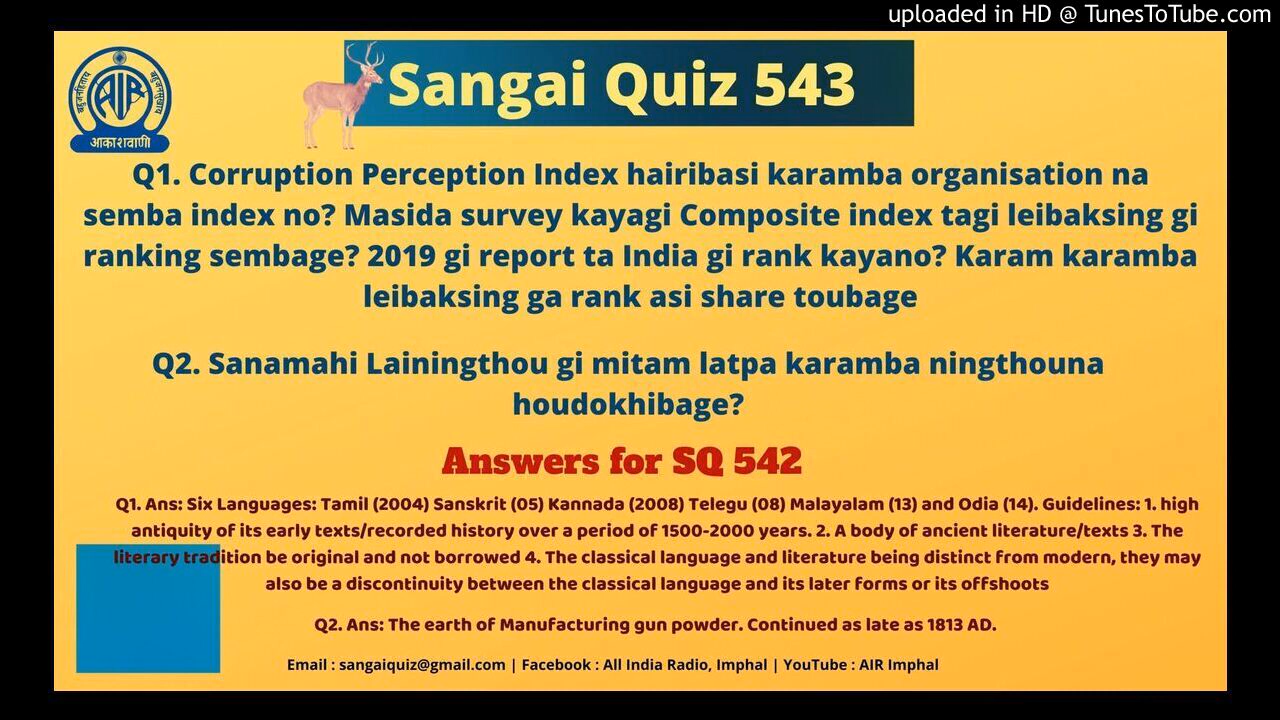 uploaded in HD @ TunesToTube.com
Sangai Quiz 543
बहुजनहिताय
बहुजनसुखाय
AIR
आकाशवाणी
Q1. Corruption Perception Index hairibasi karamba organisation na
semba index no? Masida survey kayagi Composite index tagi leibaksing gi
ranking sembage? 2019 gi report ta India gi rank kayano? Karam karamba
leibaksing ga rank asi share toubage
Q2. Sanamahi Lainingthou gi mitam latpa karamba ningthouna
houdokhibage?
Answers for SQ 542
Q1. Ans: Six Languages: Tamil (2004) Sanskrit (05) Kannada (2008) Telegu (08) Malayalam (13) and Odia (14). Guidelines: 1. high
antiquity of its early texts/recorded history over a period of 1500-2000 years. 2. A body of ancient literature/texts 3. The
literary tradition be original and not borrowed 4. The classical language and literature being distinct from modern, they may
also be a discontinuity between the classical language and its later forms or its offshoots
Q2. Ans: The earth of Manufacturing gun powder. Continued as late as 1813 AD.
Email : sangaiquiz@gmail.com | Facebook : All India Radio, Imphal | YouTube : AIR Imphal